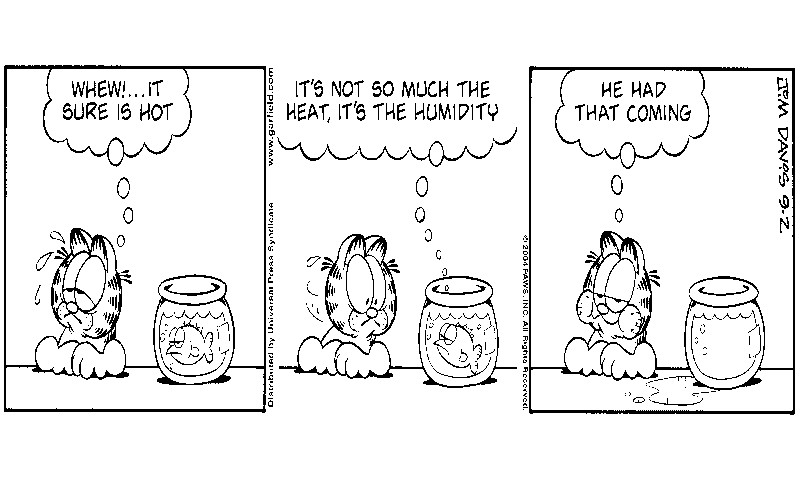 WHEW!...IT
SURE IS HOT
www.garfield.com
Distributed by Universal Press Syndicate
IT'S NOT SO MUCH THE
HEAT, IT'S THE HUMIDITY
© 2004 PAWS, INC. All Rights Reserved.
HE HAD
THAT COMING
JIM DAVIS 9-2